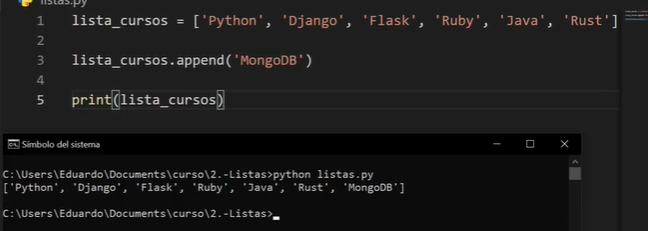 listas.py
1 lista_cursos = ['Python', 'Django', 'Flask', 'Ruby', 'Java', 'Rust']
2
3 lista_cursos.append('MongoDB')
4
5 print(lista_cursos)
Símbolo del sistema
C:\Users\Eduardo\Documents\curso\2.-Listas>python listas.py
['Python', 'Django', 'Flask', 'Ruby', 'Java', 'Rust', 'MongoDB']
C:\Users\Eduardo\Documents\curso\2.-Listas>